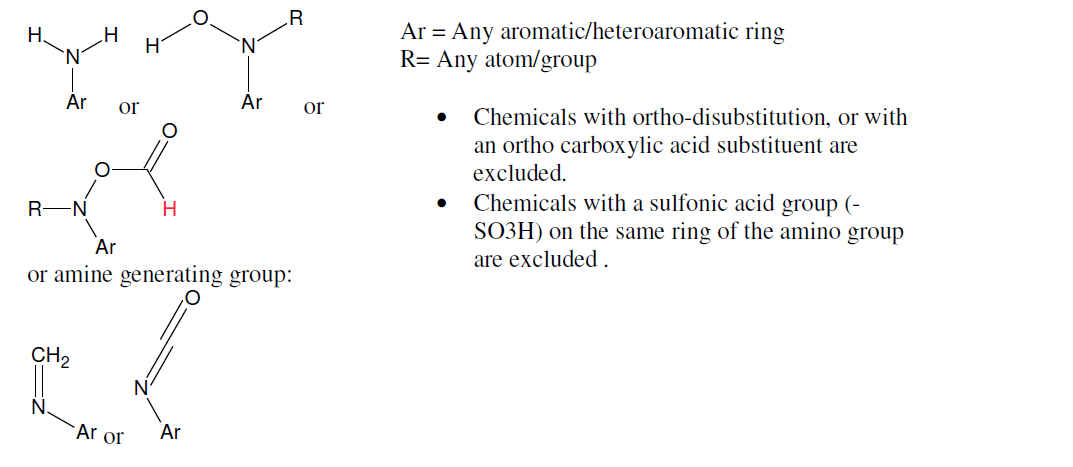 H H
N
Ar
or
H O R
N
Ar
or
O
O
R N H
Ar
or amine generating group:
CH2
N
Ar or
O
N
Ar
Ar = Any aromatic/heteroaromatic ring
R= Any atom/group
• Chemicals with ortho-disubstitution, or with
an ortho carboxylic acid substituent are
excluded.
• Chemicals with a sulfonic acid group (-
SO3H) on the same ring of the amino group
are excluded .